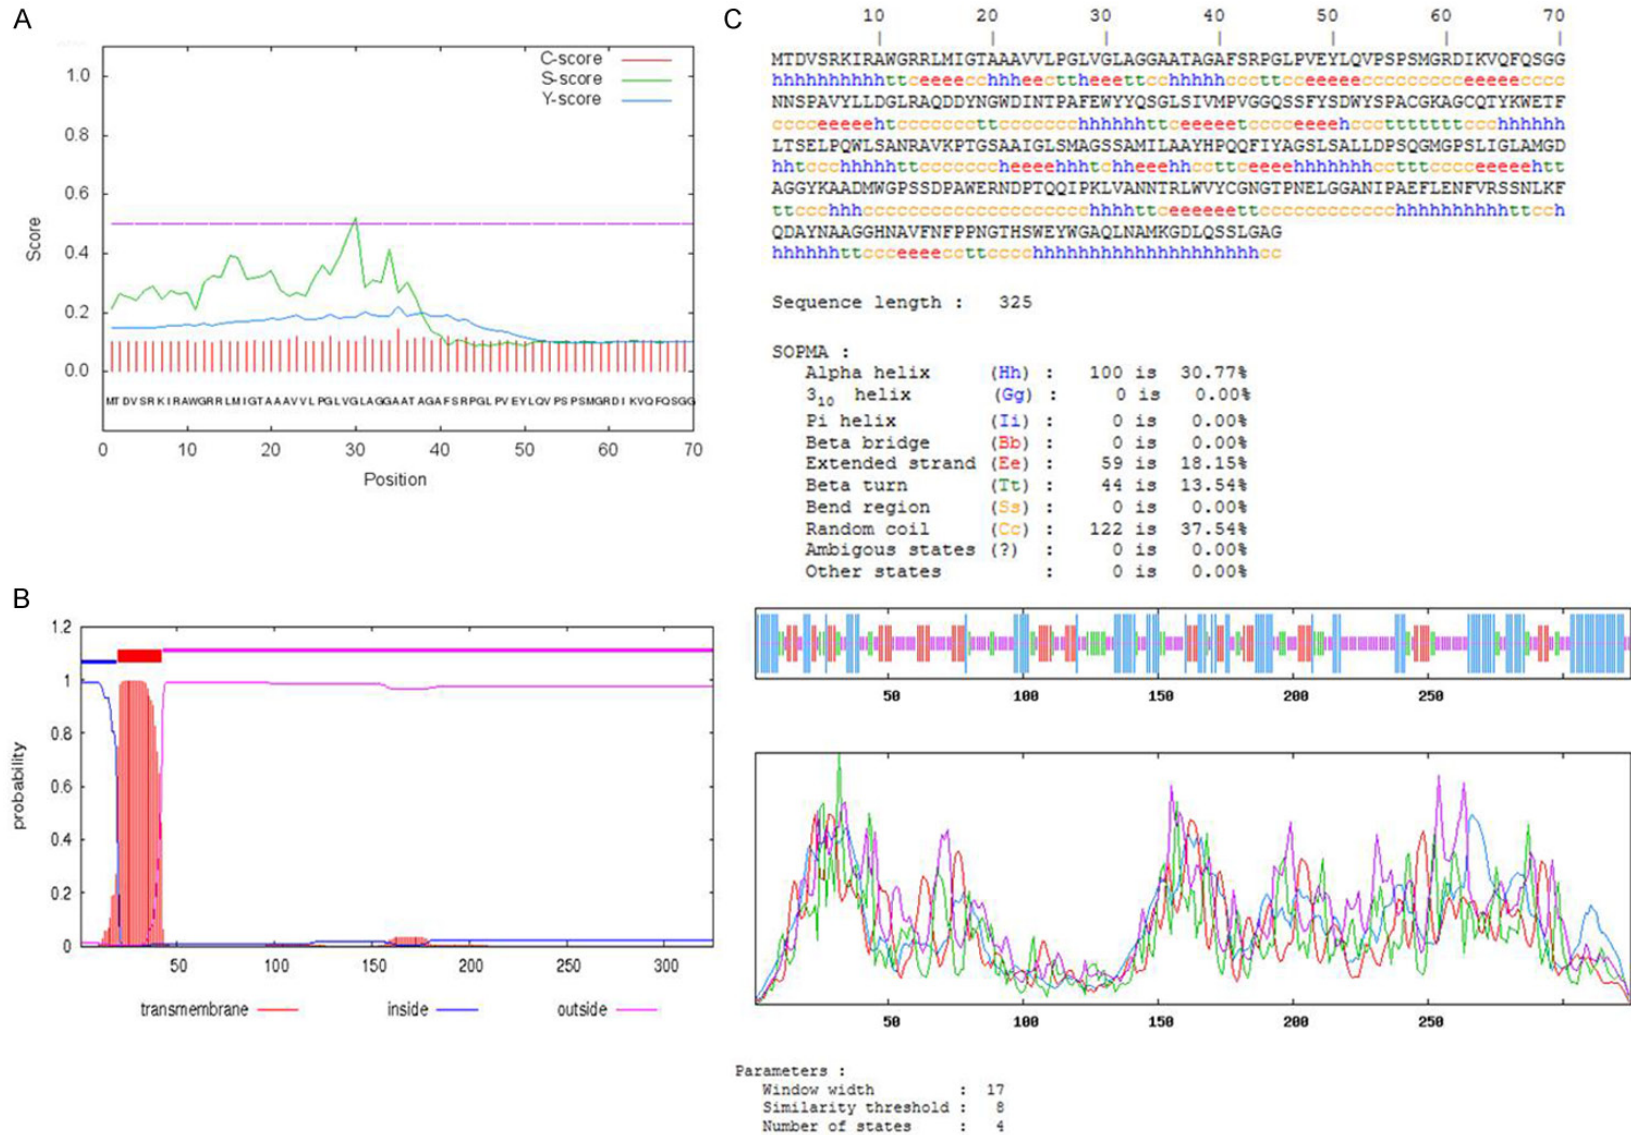 A
C-score
S-score
Y-score
1.0
0.8
0.6
0.4
0.2
0.0
Score
MTDVSRKIRAWGRRLMIGTAAAVVLPGLVGLAGGAATAGAFSRPGLPVEYLQVPSPSMGRDIKVQFQSGG
0 10 20 30 40 50 60 70
Position
B
1.2
1
0.8
0.6
0.4
0.2
0
probability
50 100 150 200 250 300
transmembrane inside outside
C
10 20 30 40 50 60 70
| | | | | | |
MTDVSRKIRAWGRRLMIGTAAAVVLPGLVGLAGGAATAGAFSRPGLPVEYLQVPSPSMGRDIKVQFQSGG
hhhhhhhhhhttceeeecchhheecttheeettcchhhhhcccttcceeeeeccccccccceeeeecccc
NNSPAVYLLDGLRAQDDYNGWDINTPAFEWYYQSGLSIVMPVGGQSSFYSDWYSPACGKAGCQTYKWETF
cccceeeeehtcccccccttccccccchhhhhhttceeeeetcccceeeehccctttttttccchhhhhh
LTSELPQWLSANRAVKPTGSAAIGLSMAGSSAMILAAYHPQQFIYAGSLSALLDPSQGMGPSLIGLAMGD
hhtccchhhhhttcccccccheeeehhhtchheeehhccttceeeehhhhhhhcctttcccceeeeehtt
AGGYKAADMWGPSSDPAWERNDPTQQIPKLVANNTRLWVYCGNGTPNELGGANIPAEFLENFVRSSNLKF
ttccchhhcccccccccccccccccccchhhhttceeeeeettcccccccccccchhhhhhhhhhttcch
QDAYNAAGGHNAVFNFPPNGTHSWEYWGAQLNAMKGDLQSSLGAG
hhhhhhttccceeeeccttcccchhhhhhhhhhhhhhhhhhhhcc
Sequence length : 325
SOPMA :
Alpha helix (Hh) : 100 is 30.77%
3₁₀ helix (Gg) : 0 is 0.00%
Pi helix (Ii) : 0 is 0.00%
Beta bridge (Bb) : 0 is 0.00%
Extended strand (Ee) : 59 is 18.15%
Beta turn (Tt) : 44 is 13.54%
Bend region (Ss) : 0 is 0.00%
Random coil (Cc) : 122 is 37.54%
Ambigous states (?) : 0 is 0.00%
Other states : 0 is 0.00%
50 100 150 200 250
50 100 150 200 250
Parameters :
Window width : 17
Similarity threshold : 8
Number of states : 4